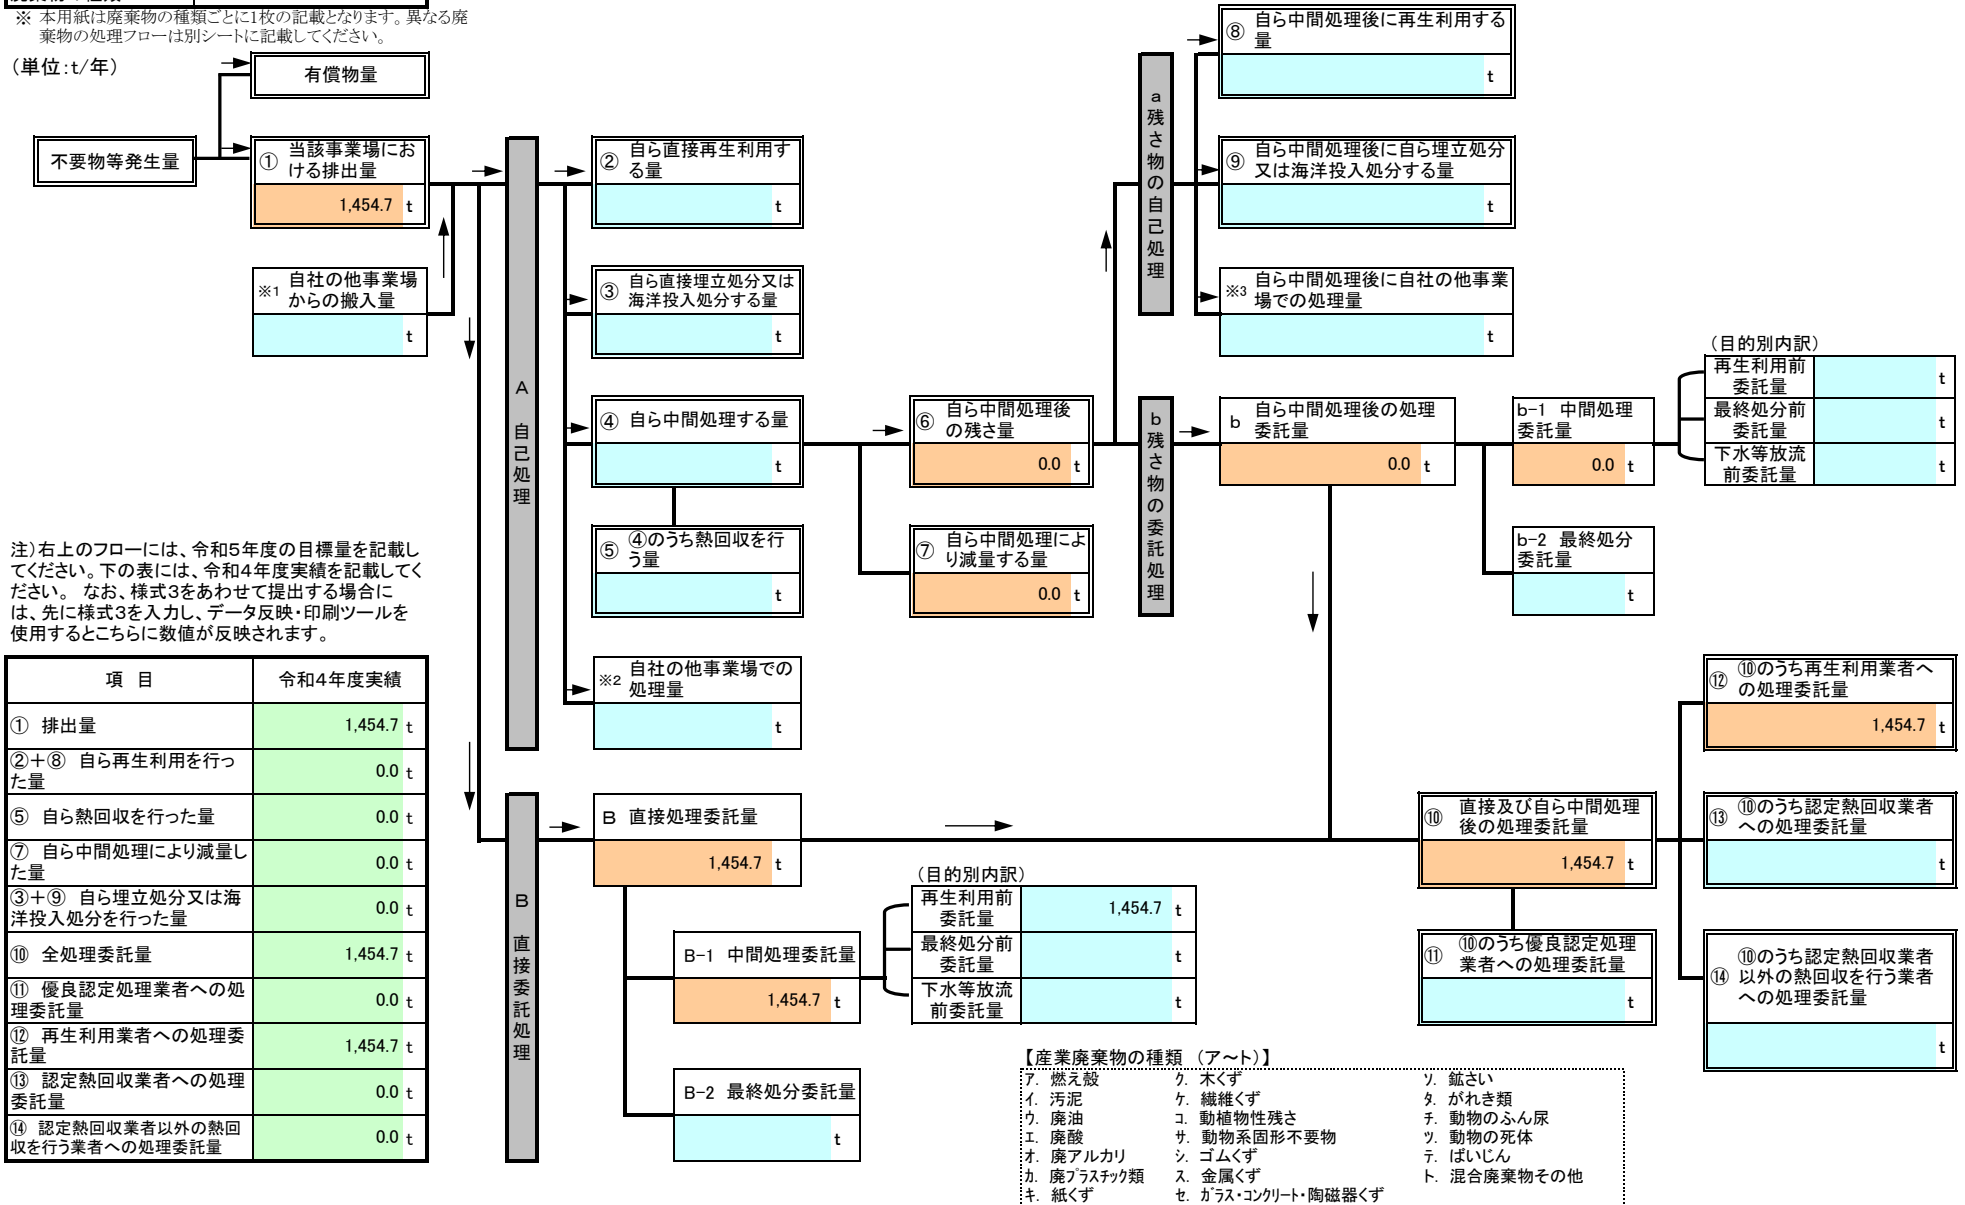 ※ 本用紙は廃棄物の種類ごとに1枚の記載となります。異なる廃
棄物の処理フローは別シートに記載してください。
（単位:t/年）
有償物量
不要物等発生量
① 当該事業場にお
ける排出量
1,454.7 t
※1 自社の他事業場
からの搬入量
t
A 自己処理
② 自ら直接再生利用す
る量
t
③ 自ら直接埋立処分又は
海洋投入処分する量
t
④ 自ら中間処理する量
t
⑤ ④のうち熱回収を行
う量
t
※2 自社の他事業場での
処理量
t
⑥ 自ら中間処理後
の残さ量
0.0 t
⑦ 自ら中間処理によ
り減量する量
0.0 t
a 残さ物の自己処理
⑧ 自ら中間処理後に再生利用する
量
t
⑨ 自ら中間処理後に自ら埋立処分
又は海洋投入処分する量
t
※3 自ら中間処理後に自社の他事業
場での処理量
t
b 残さ物の委託処理
b 自ら中間処理後の処理
委託量
0.0 t
b-1 中間処理
委託量
0.0 t
b-2 最終処分
委託量
t
（目的別内訳）
再生利用前
委託量
t
最終処分前
委託量
t
下水等放流
前委託量
t
注）右上のフローには、令和５年度の目標量を記載し
てください。下の表には、令和４年度実績を記載してく
ださい。 なお、様式３をあわせて提出する場合に
は、先に様式３を入力し、データ反映・印刷ツールを
使用するとこちらに数値が反映されます。
項 目 令和４年度実績
① 排出量 1,454.7 t
②＋⑧ 自ら再生利用を行っ
た量 0.0 t
⑤ 自ら熱回収を行った量 0.0 t
⑦ 自ら中間処理により減量し
た量 0.0 t
③＋⑨ 自ら埋立処分又は海
洋投入処分を行った量 0.0 t
⑩ 全処理委託量 1,454.7 t
⑪ 優良認定処理業者への処
理委託量 0.0 t
⑫ 再生利用業者への処理委
託量 1,454.7 t
⑬ 認定熱回収業者への処理
委託量 0.0 t
⑭ 認定熱回収業者以外の熱回
収を行う業者への処理委託量 0.0 t
B 直接委託処理
B 直接処理委託量
1,454.7 t
B-1 中間処理委託量
1,454.7 t
B-2 最終処分委託量
t
（目的別内訳）
再生利用前
委託量
1,454.7 t
最終処分前
委託量
t
下水等放流
前委託量
t
⑩ 直接及び自ら中間処理
後の処理委託量
1,454.7 t
⑪ ⑩のうち優良認定処理
業者への処理委託量
t
⑫ ⑩のうち再生利用業者へ
の処理委託量
1,454.7 t
⑬ ⑩のうち認定熱回収業者
への処理委託量
t
⑭ ⑩のうち認定熱回収業者
以外の熱回収を行う業者
への処理委託量
t
【産業廃棄物の種類 （ア～ト）】
ア. 燃え殻 ク. 木くず ソ. 鉱さい
イ. 汚泥 ケ. 繊維くず タ. がれき類
ウ. 廃油 コ. 動植物性残さ チ. 動物のふん尿
エ. 廃酸 サ. 動物系固形不要物 ツ. 動物の死体
オ. 廃アルカリ シ. ゴムくず テ. ばいじん
カ. 廃プラスチック類 ス. 金属くず ト. 混合廃棄物その他
キ. 紙くず セ. ガラス・コンクリート・陶磁器くず